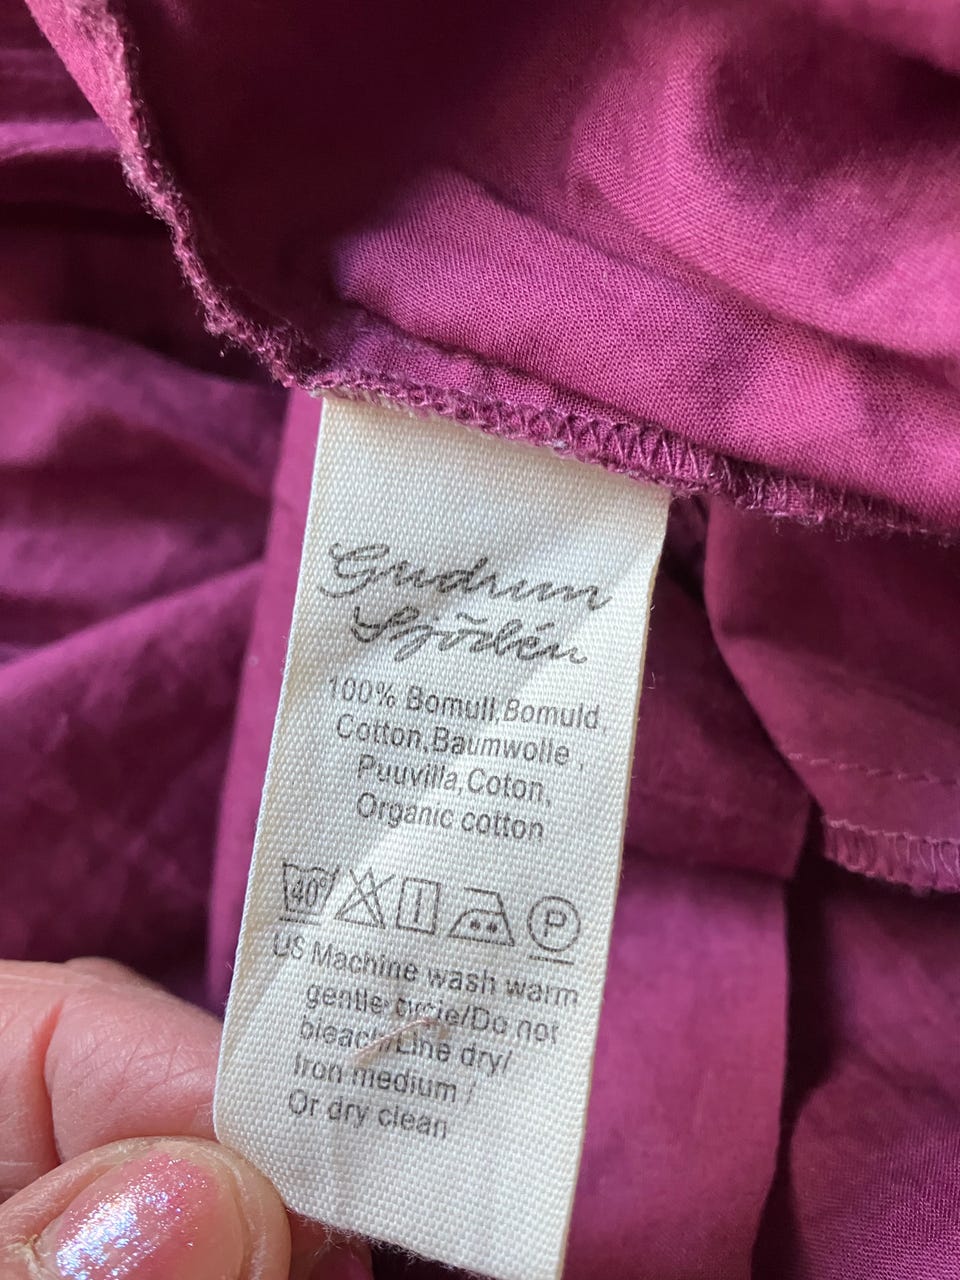 Gudrun
Sjödén
100% Bomull,Bomuld,
Cotton,Baumwolle,
Puuvilla,Coton,
Organic cotton
40° P
US Machine wash warm
gentle cycle/Do not
bleach/Line dry/
Iron medium/
Or dry clean